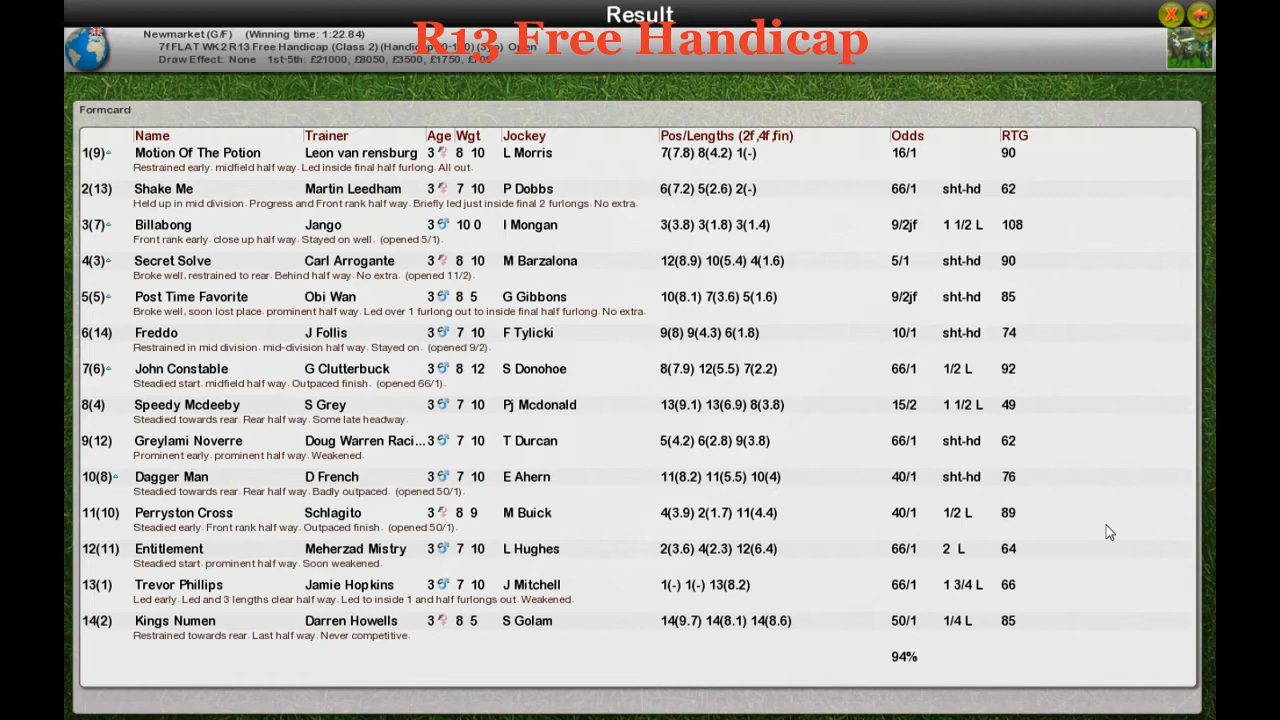 Result
R13 Free Handicap
Newmarket (G/F) (Winning time: 1:22.84)
7f FLAT WK2 R13 Free Handicap (Class 2) (Handicap Open
Draw Effect: None 1st-5th: £21000, £8050, £3500, £1750,
Formcard
Name Trainer Age Wgt Jockey Pos/Lengths (2f,4f,fin) Odds RTG
1(9) Motion Of The Potion Leon van rensburg 3 8 10 L Morris 7(7.8) 8(4.2) 1(-) 16/1 90
Restrained early. midfield half way. Led inside final half furlong. All out.
2(13) Shake Me Martin Leedham 3 7 10 P Dobbs 6(7.2) 5(2.6) 2(-) 66/1 sht-hd 62
Held up in mid division. Progress and Front rank half way. Briefly led just inside final 2 furlongs. No extra.
3(7) Billabong Jango 3 10 0 I Mongan 3(3.8) 3(1.8) 3(1.4) 9/2jf 1 1/2 L 108
Front rank early. close up half way. Stayed on well. (opened 5/1).
4(3) Secret Solve Carl Arrogante 3 8 10 M Barzalona 12(8.9) 10(5.4) 4(1.6) 5/1 sht-hd 90
Broke well, restrained to rear. Behind half way. No extra. (opened 11/2).
5(5) Post Time Favorite Obi Wan 3 8 5 G Gibbons 10(8.1) 7(3.6) 5(1.6) 9/2jf sht-hd 85
Broke well, soon lost place. prominent half way. Led over 1 furlong out to inside final half furlong. No extra.
6(14) Freddo J Follis 3 7 10 F Tylicki 9(8) 9(4.3) 6(1.8) 10/1 sht-hd 74
Restrained in mid division. mid-division half way. Stayed on. (opened 9/2).
7(6) John Constable G Clutterbuck 3 8 12 S Donohoe 8(7.9) 12(5.5) 7(2.2) 66/1 1/2 L 92
Steadied start. midfield half way. Outpaced finish. (opened 66/1).
8(4) Speedy Mcdeeby S Grey 3 7 10 Pj Mcdonald 13(9.1) 13(6.9) 8(3.8) 15/2 1 1/2 L 49
Steadied towards rear. Rear half way. Some late headway.
9(12) Greylami Noverre Doug Warren Raci... 3 7 10 T Durcan 5(4.2) 6(2.8) 9(3.8) 66/1 sht-hd 62
Prominent early. prominent half way. Weakened.
10(8) Dagger Man D French 3 7 10 E Ahern 11(8.2) 11(5.5) 10(4) 40/1 sht-hd 76
Steadied towards rear. Rear half way. Badly outpaced. (opened 50/1).
11(10) Perryston Cross Schlagito 3 8 9 M Buick 4(3.9) 2(1.7) 11(4.4) 40/1 1/2 L 89
Steadied early. Front rank half way. Outpaced finish. (opened 50/1).
12(11) Entitlement Meherzad Mistry 3 7 10 L Hughes 2(3.6) 4(2.3) 12(6.4) 66/1 2 L 64
Steadied start. prominent half way. Soon weakened.
13(1) Trevor Phillips Jamie Hopkins 3 7 10 J Mitchell 1(-) 1(-) 13(8.2) 66/1 1 3/4 L 66
Led early. Led and 3 lengths clear half way. Led to inside 1 and half furlongs out. Weakened.
14(2) Kings Numen Darren Howells 3 8 5 S Golam 14(9.7) 14(8.1) 14(8.6) 50/1 1/4 L 85
Restrained towards rear. Last half way. Never competitive.
94%